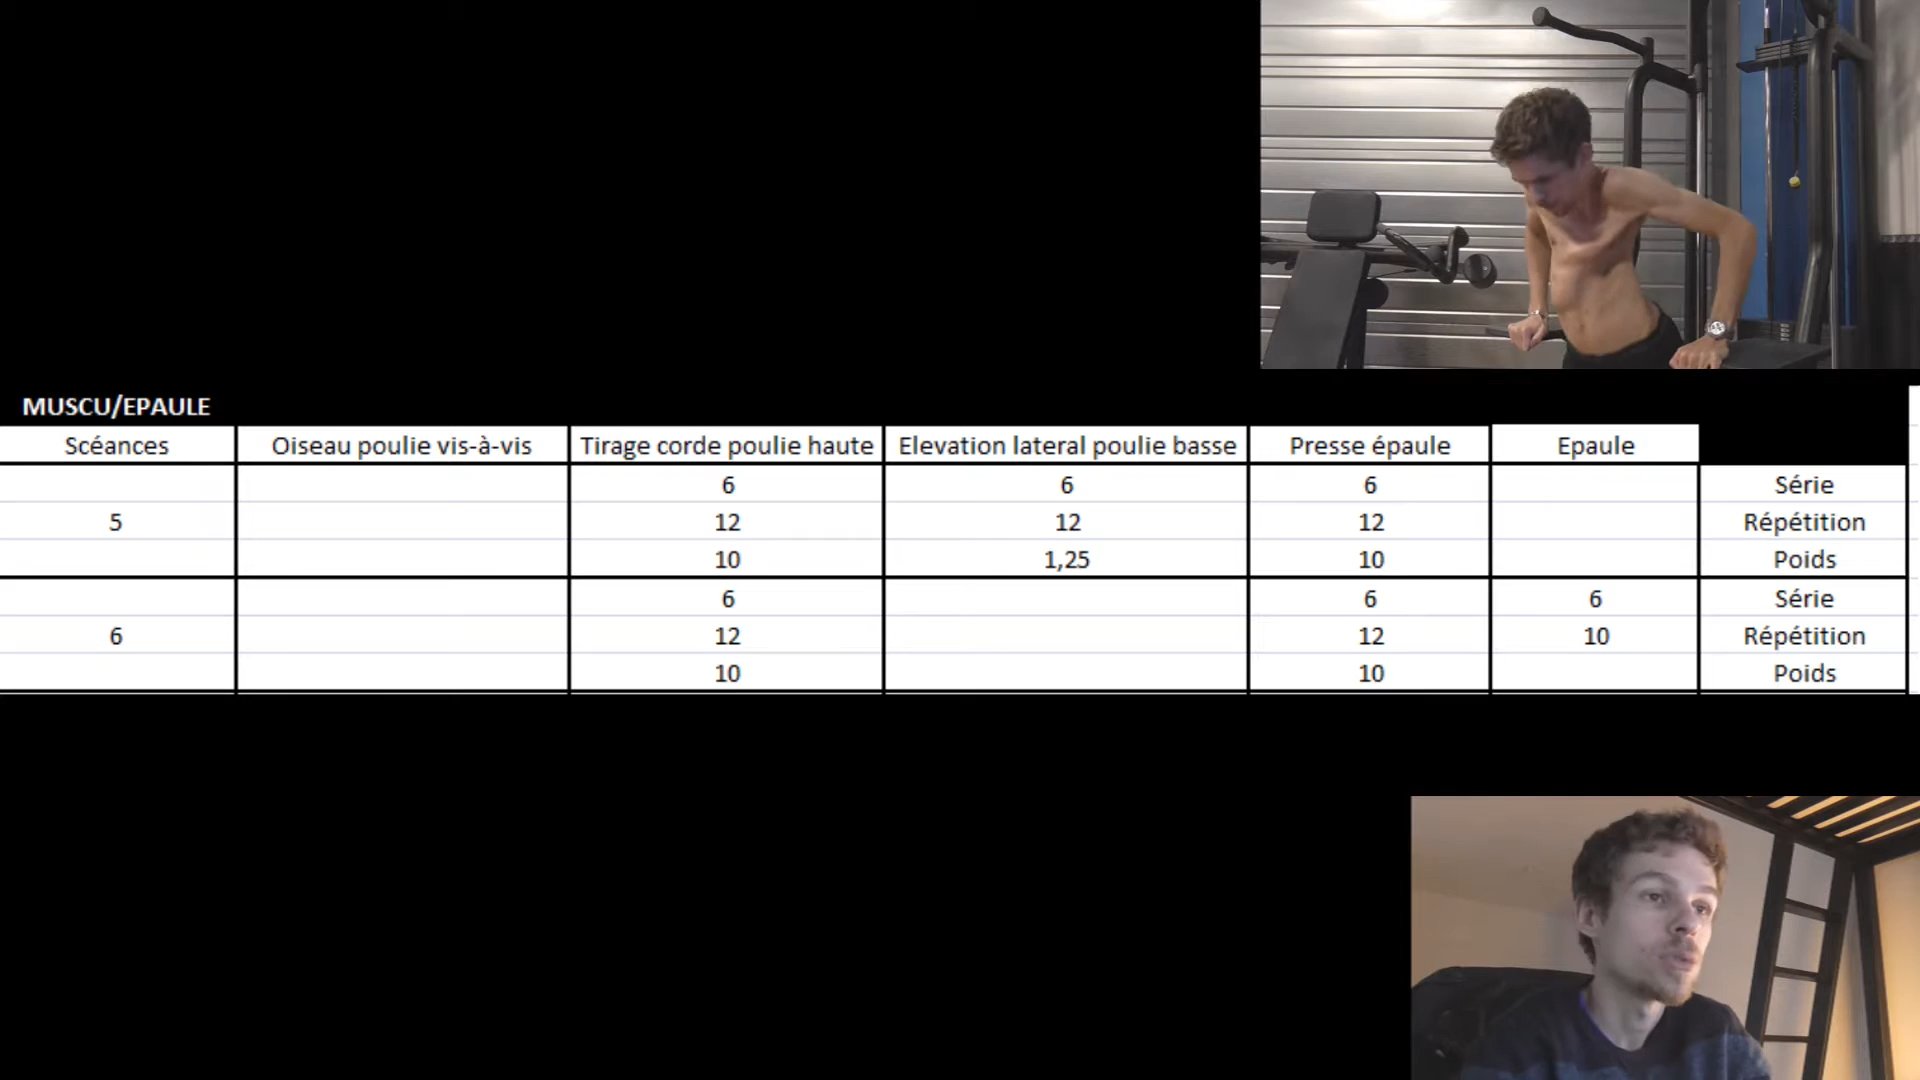 MUSCU/EPAULE
Scéances Oiseau poulie vis-à-vis Tirage corde poulie haute Elevation lateral poulie basse Presse épaule Epaule
6 6 6 Série
5 12 12 12 Répétition
10 1,25 10 Poids
6 6 6 Série
6 12 12 10 Répétition
10 10 Poids